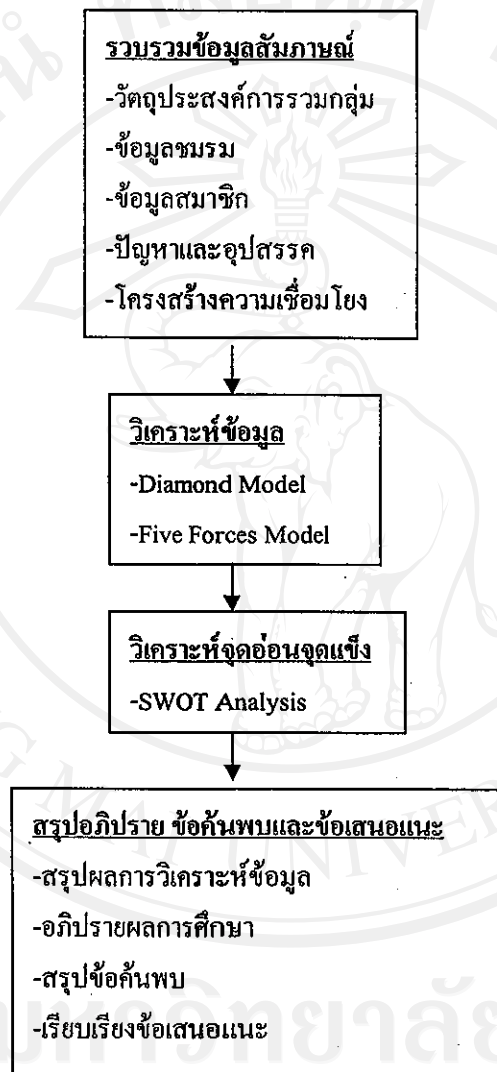 รวบรวมข้อมูลสัมภาษณ์
-วัตถุประสงค์การรวมกลุ่ม
-ข้อมูลชมรม
-ข้อมูลสมาชิก
-ปัญหาและอุปสรรค
-โครงสร้างความเชื่อมโยง
วิเคราะห์ข้อมูล
-Diamond Model
-Five Forces Model
วิเคราะห์จุดอ่อนจุดแข็ง
-SWOT Analysis
สรุปอภิปราย ข้อค้นพบและข้อเสนอแนะ
-สรุปผลการวิเคราะห์ข้อมูล
-อภิปรายผลการศึกษา
-สรุปข้อค้นพบ
-เรียบเรียงข้อเสนอแนะ